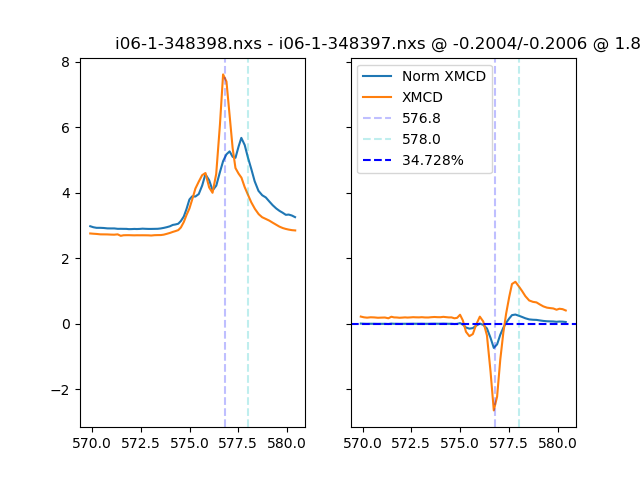 i06-1-348398.nxs - i06-1-348397.nxs @ -0.2004/-0.2006 @ 1.8
8
6
4
2
0
−2
570.0 572.5 575.0 577.5 580.0
Norm XMCD
XMCD
576.8
578.0
34.728%
570.0 572.5 575.0 577.5 580.0